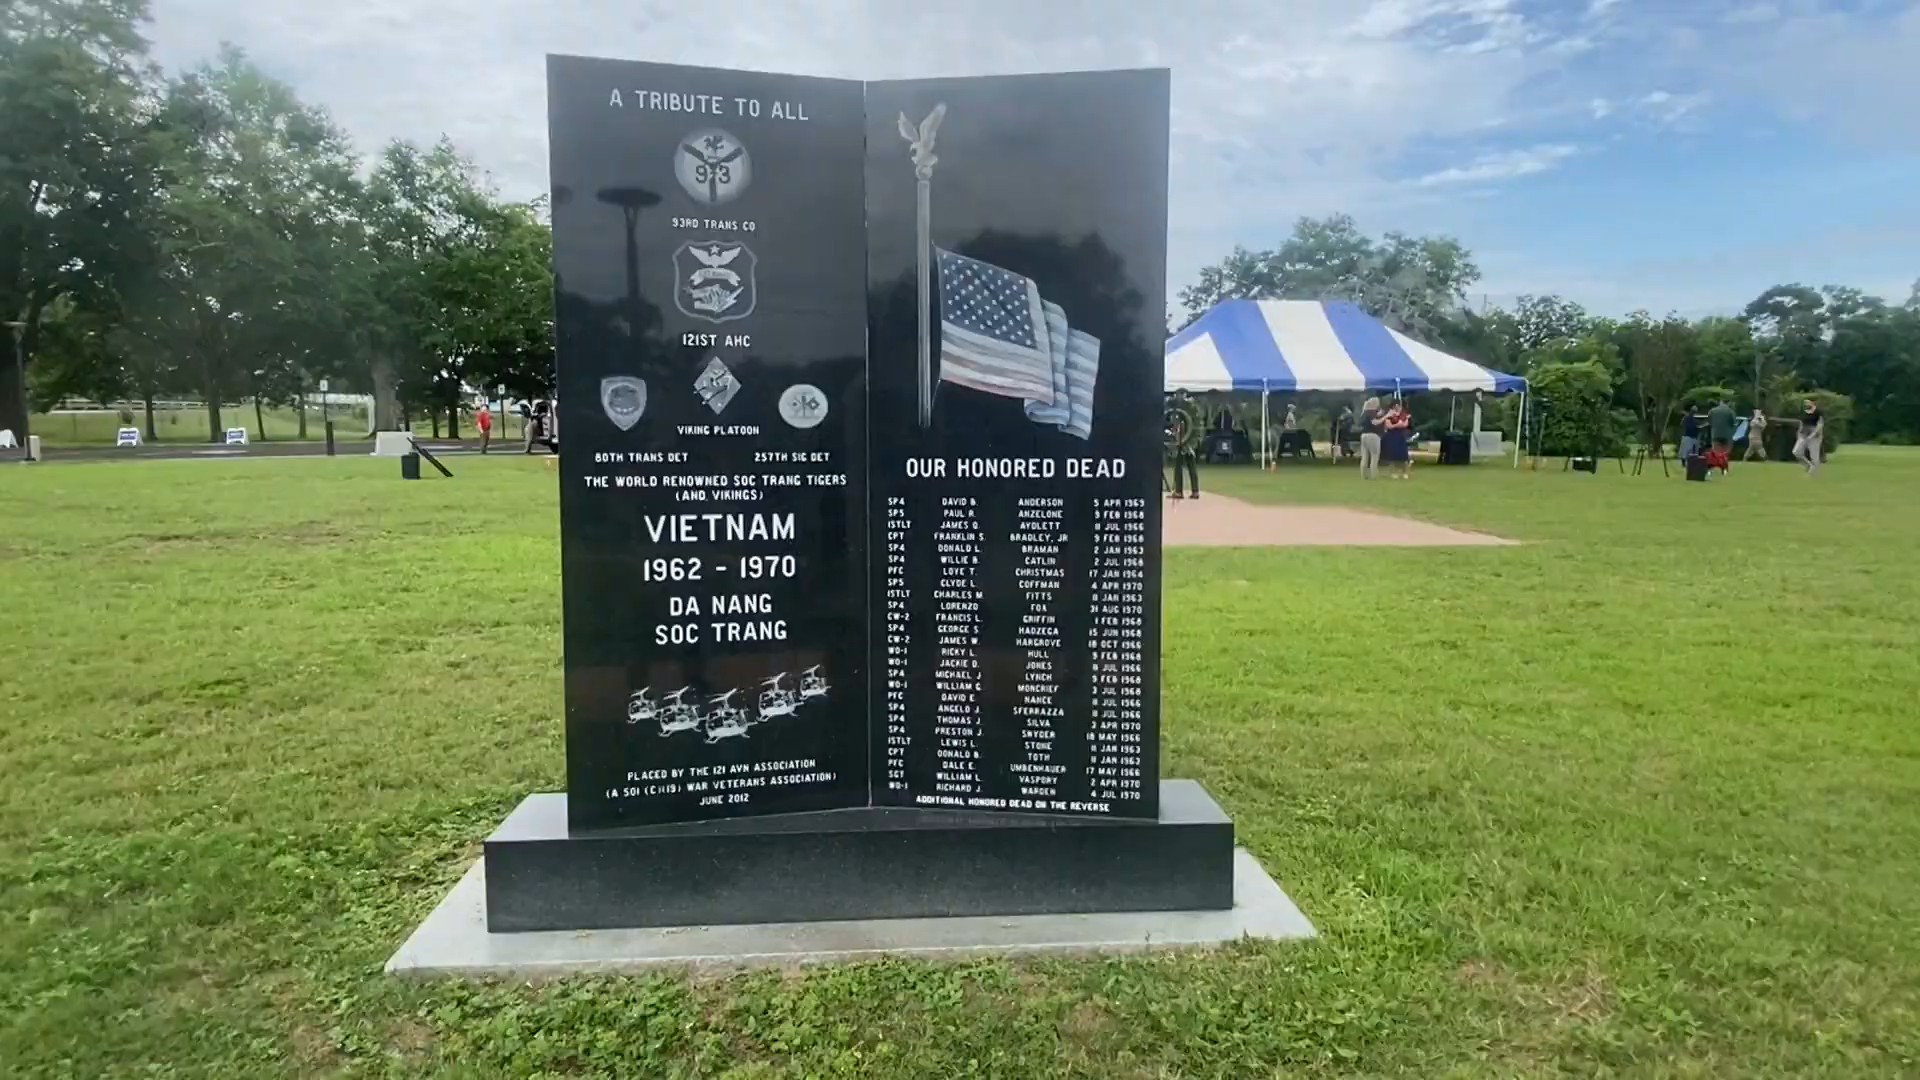 A TRIBUTE TO ALL
93
93RD TRANS CO
121ST AHC
VIKING PLATOON
80TH TRANS DET 257TH SIG DET
THE WORLD RENOWNED SOC TRANG TIGERS
(AND VIKINGS)
VIETNAM
1962 - 1970
DA NANG
SOC TRANG
PLACED BY THE 121 AVN ASSOCIATION
(A 501 (C)(19) WAR VETERANS ASSOCIATION)
JUNE 2012
OUR HONORED DEAD
SP4 DAVID B. ANDERSON 5 APR 1969
SP5 PAUL R. ANZELONE 9 FEB 1968
1STLT JAMES O. AYDLETT 11 JUL 1966
CPT FRANKLIN S. BRADLEY, JR 9 FEB 1968
SP4 DONALD L. BRAMAN 2 JAN 1963
SP4 WILLIE B. CATLIN 2 JUL 1968
PFC LOYE T. CHRISTMAS 17 JAN 1964
SP5 CLYDE L. COFFMAN 4 APR 1970
1STLT CHARLES M. FITTS 11 JAN 1963
SP4 LORENZO FOX 31 AUG 1970
CW-2 FRANCIS L. GRIFFIN 1 FEB 1968
SP4 GEORGE S. HADZEGA 15 JUN 1968
CW-2 JAMES W. HARGROVE 18 OCT 1966
WO-1 RICKY L. HULL 9 FEB 1968
WO-1 JACKIE D. JONES 11 JUL 1966
SP4 MICHAEL J. LYNCH 9 FEB 1968
WO-1 WILLIAM C. MONCRIEF 3 JUL 1968
PFC DAVID E. NANCE 11 JUL 1966
SP4 ANGELO J. SFERRAZZA 11 JUL 1966
SP4 THOMAS J. SILVA 3 APR 1970
SP4 PRESTON J. SNYDER 18 MAY 1966
1STLT LEWIS L. STONE 11 JAN 1963
CPT DONALD B. TOTH 11 JAN 1963
PFC DALE E. UMBENHAUER 17 MAY 1966
SGT WILLIAM L. VASPORY 2 APR 1970
WO-1 RICHARD J. WARDEN 4 JUL 1970
ADDITIONAL HONORED DEAD ON THE REVERSE